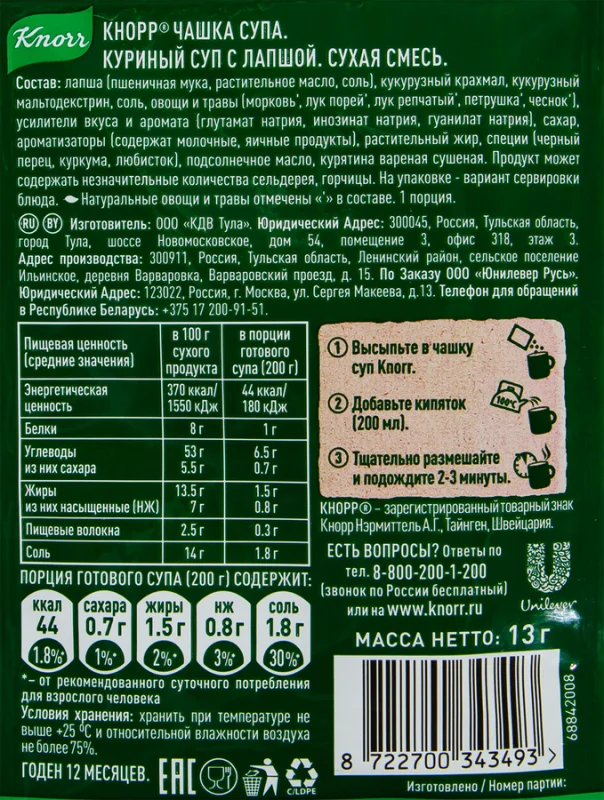 Knorr
КНОРР® ЧАШКА СУПА.
КУРИНЫЙ СУП С ЛАПШОЙ. СУХАЯ СМЕСЬ.
Состав: лапша (пшеничная мука, растительное масло, соль), кукурузный крахмал, кукурузный
мальтодекстрин, соль, овощи и травы (морковь*, лук порей*, лук репчатый*, петрушка*, чеснок*),
усилители вкуса и аромата (глутамат натрия, инозинат натрия, гуанилат натрия), сахар,
ароматизаторы (содержат молочные, яичные продукты), растительный жир, специи (черный
перец, куркума, любисток), подсолнечное масло, курятина вареная сушеная. Продукт может
содержать незначительные количества сельдерея, горчицы. На упаковке - вариант сервировки
блюда. Натуральные овощи и травы отмечены «*» в составе. 1 порция.
RU BY Изготовитель: ООО «КДВ Тула». Юридический Адрес: 300045, Россия, Тульская область,
город Тула, шоссе Новомосковское, дом 54, помещение 3, офис 318, этаж 3.
Адрес производства: 300911, Россия, Тульская область, Ленинский район, сельское поселение
Ильинское, деревня Варваровка, Варваровский проезд, д. 15. По Заказу ООО «Юнилевер Русь».
Юридический Адрес: 123022, Россия, г. Москва, ул. Сергея Макеева, д.13. Телефон для обращений
в Республике Беларусь: +375 17 200-91-51.
Пищевая ценность (средние значения) в 100 г сухого продукта в порции готового супа (200 г)
Энергетическая ценность 370 ккал/ 1550 кДж 44 ккал/ 180 кДж
Белки 8 г 1 г
Углеводы 53 г 6.5 г
из них сахара 5.5 г 0.7 г
Жиры 13.5 г 1.5 г
из них насыщенные (НЖ) 7 г 0.8 г
Пищевые волокна 2.5 г 0.3 г
Соль 14 г 1.8 г
1 Высыпьте в чашку
суп Knorr.
2 Добавьте кипяток
(200 мл).
100°C
3 Тщательно размешайте
и подождите 2-3 минуты.
КНОРР® – зарегистрированный товарный знак
Кнорр Нэрмиттель А.Г., Тайнген, Швейцария.
ЕСТЬ ВОПРОСЫ? Ответы по
тел. 8-800-200-1-200
(звонок по России бесплатный)
или на www.knorr.ru
Unilever
ПОРЦИЯ ГОТОВОГО СУПА (200 г) СОДЕРЖИТ:
ккал 44 1.8%*
сахара 0.7 г 1%*
жиры 1.5 г 2%*
нж 0.8 г 3%*
соль 1.8 г 30%*
*– от рекомендованного суточного потребления
для взрослого человека
Условия хранения: хранить при температуре не
выше +25 °C и относительной влажности воздуха
не более 75%.
ГОДЕН 12 МЕСЯЦЕВ.
EAC
C/LDPE
МАССА НЕТТО: 13 г
8 722700 343493 >
68842008
Изготовлено / Номер партии: